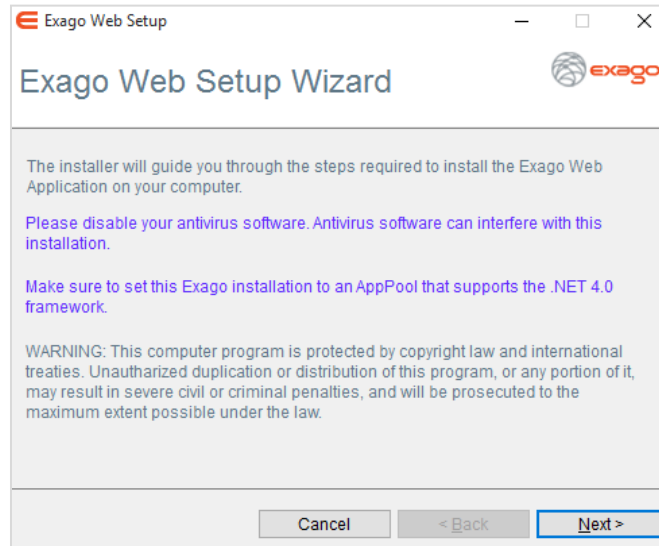 Exago Web Setup
Exago Web Setup Wizard
exago
The installer will guide you through the steps required to install the Exago Web
Application on your computer.
Please disable your antivirus software. Antivirus software can interfere with this
installation.
Make sure to set this Exago installation to an AppPool that supports the .NET 4.0
framework.
WARNING: This computer program is protected by copyright law and international
treaties. Unautharized duplication or distribution of this program, or any portion of it,
may result in severe civil or criminal penalties, and will be prosecuted to the
maximum extent possible under the law.
Cancel
< Back
Next >